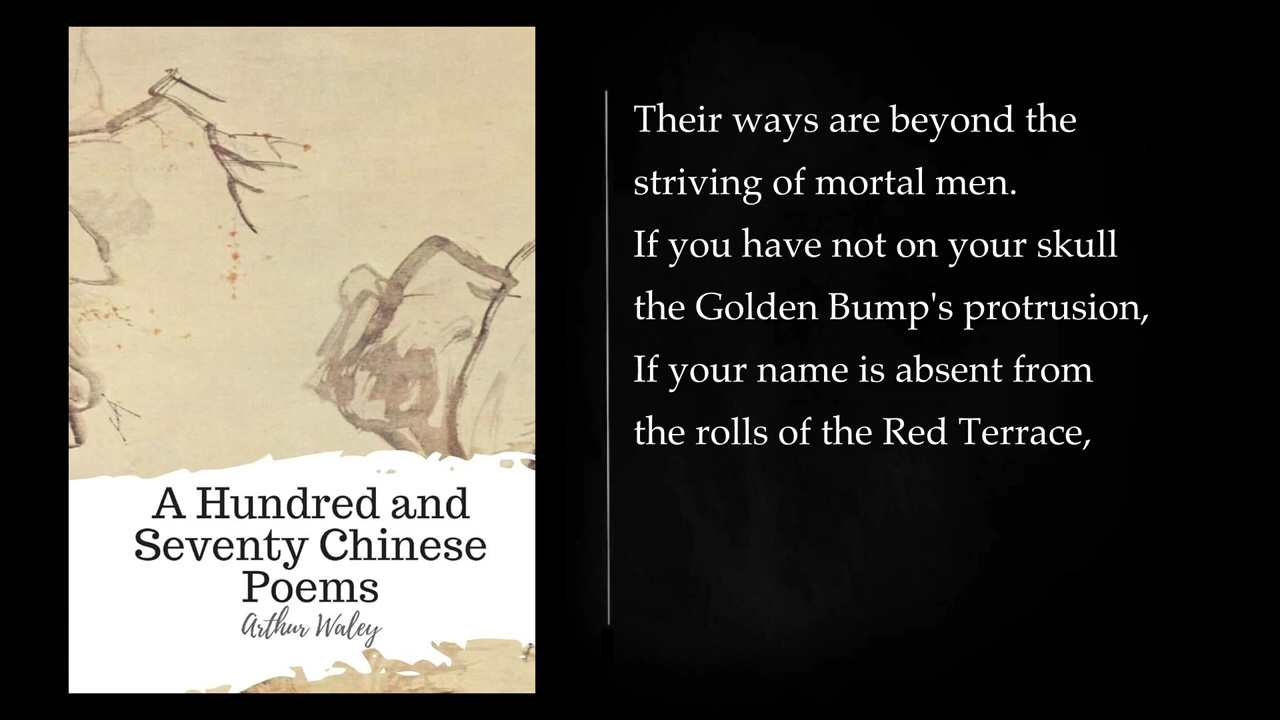 A Hundred and
Seventy Chinese
Poems
Arthur Waley
Their ways are beyond the
striving of mortal men.
If you have not on your skull
the Golden Bump's protrusion,
If your name is absent from
the rolls of the Red Terrace,